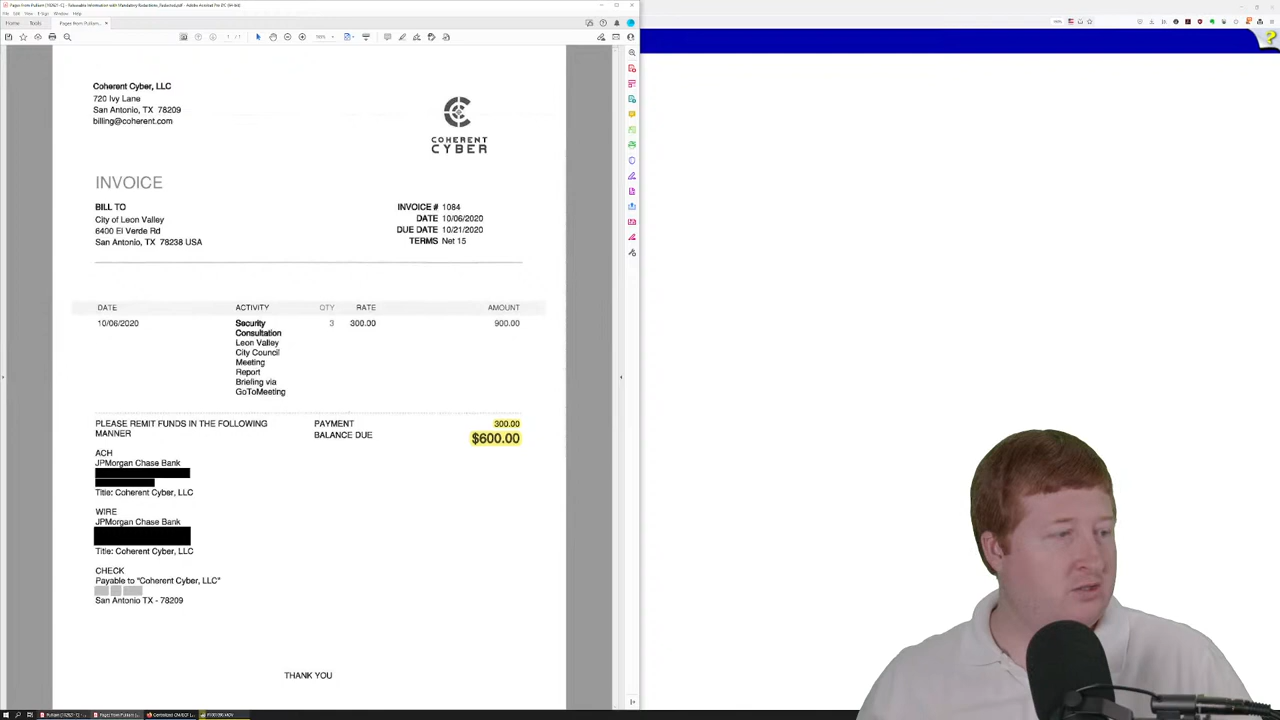 Home Tools
Coherent Cyber, LLC
720 Ivy Lane
San Antonio, TX 78209
billing@coherent.com
COHERENT
CYBER
INVOICE
BILL TO
City of Leon Valley
6400 El Verde Rd
San Antonio, TX 78238 USA
INVOICE # 1084
DATE 10/06/2020
DUE DATE 10/21/2020
TERMS Net 15
DATE ACTIVITY QTY RATE AMOUNT
10/06/2020 Security 3 300.00 900.00
Consultation
Leon Valley
City Council
Meeting
Report
Briefing via
GoToMeeting
PLEASE REMIT FUNDS IN THE FOLLOWING
MANNER
PAYMENT 300.00
BALANCE DUE $600.00
ACH
JPMorgan Chase Bank
Title: Coherent Cyber, LLC
WIRE
JPMorgan Chase Bank
Title: Coherent Cyber, LLC
CHECK
Payable to "Coherent Cyber, LLC"
San Antonio TX - 78209
THANK YOU